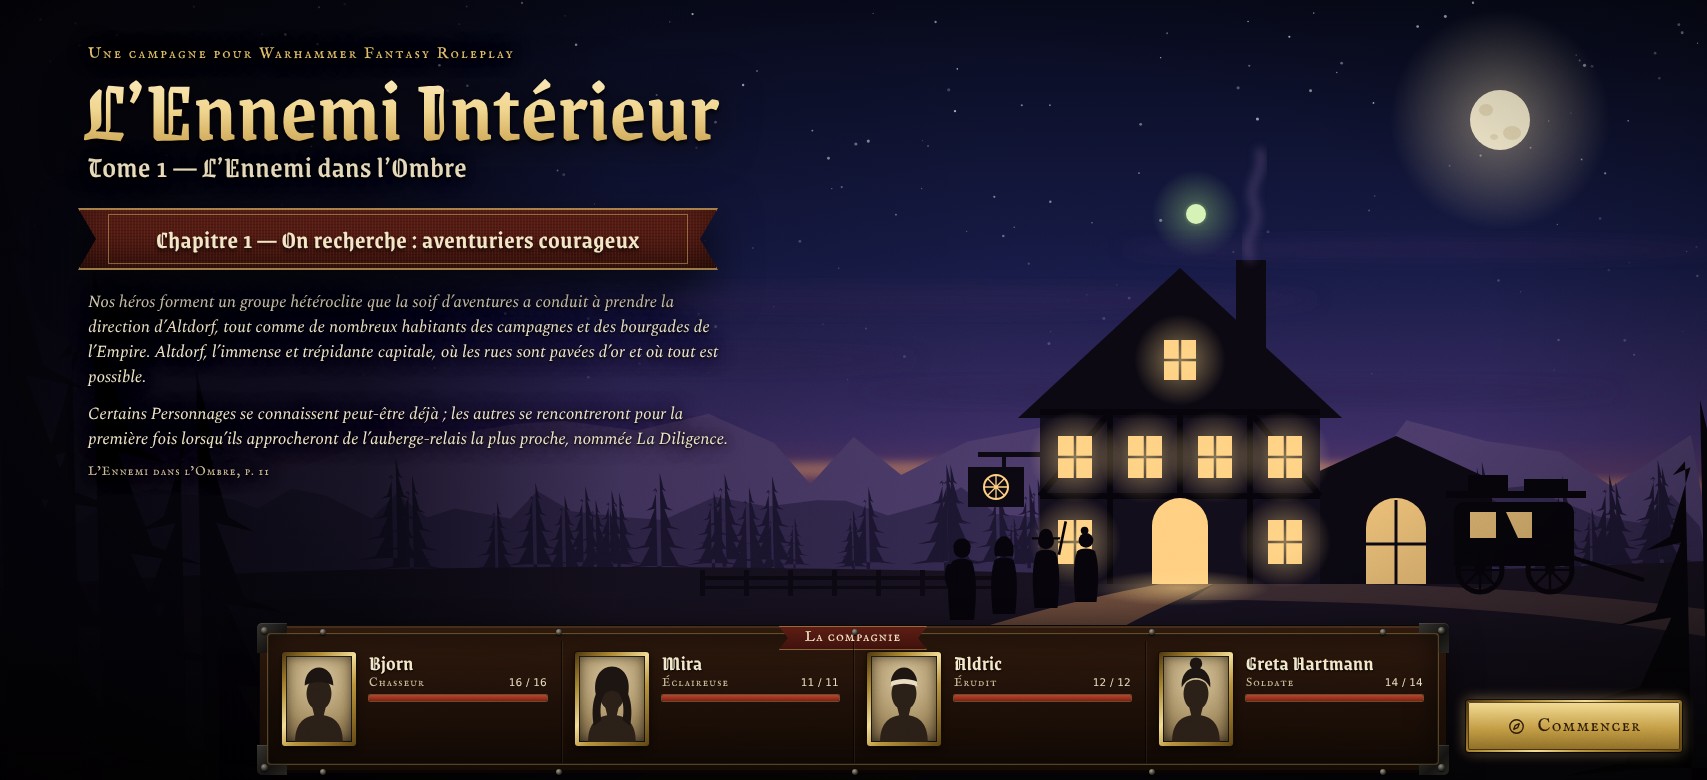 Une campagne pour Warhammer Fantasy Roleplay
L'Ennemi Intérieur
Tome 1 — L'Ennemi dans l'Ombre
Chapitre 1 — On recherche : aventuriers courageux
Nos héros forment un groupe hétéroclite que la soif d'aventures a conduit à prendre la
direction d'Altdorf, tout comme de nombreux habitants des campagnes et des bourgades de
l'Empire. Altdorf, l'immense et trépidante capitale, où les rues sont pavées d'or et où tout est
possible.
Certains Personnages se connaissent peut-être déjà ; les autres se rencontreront pour la
première fois lorsqu'ils approcheront de l'auberge-relais la plus proche, nommée La Diligence.
L'Ennemi dans l'Ombre, p. 11
La compagnie
Bjorn
Chasseur 16 / 16
Mira
Éclaireuse 11 / 11
Aldric
Érudit 12 / 12
Greta Hartmann
Soldate 14 / 14
Commencer